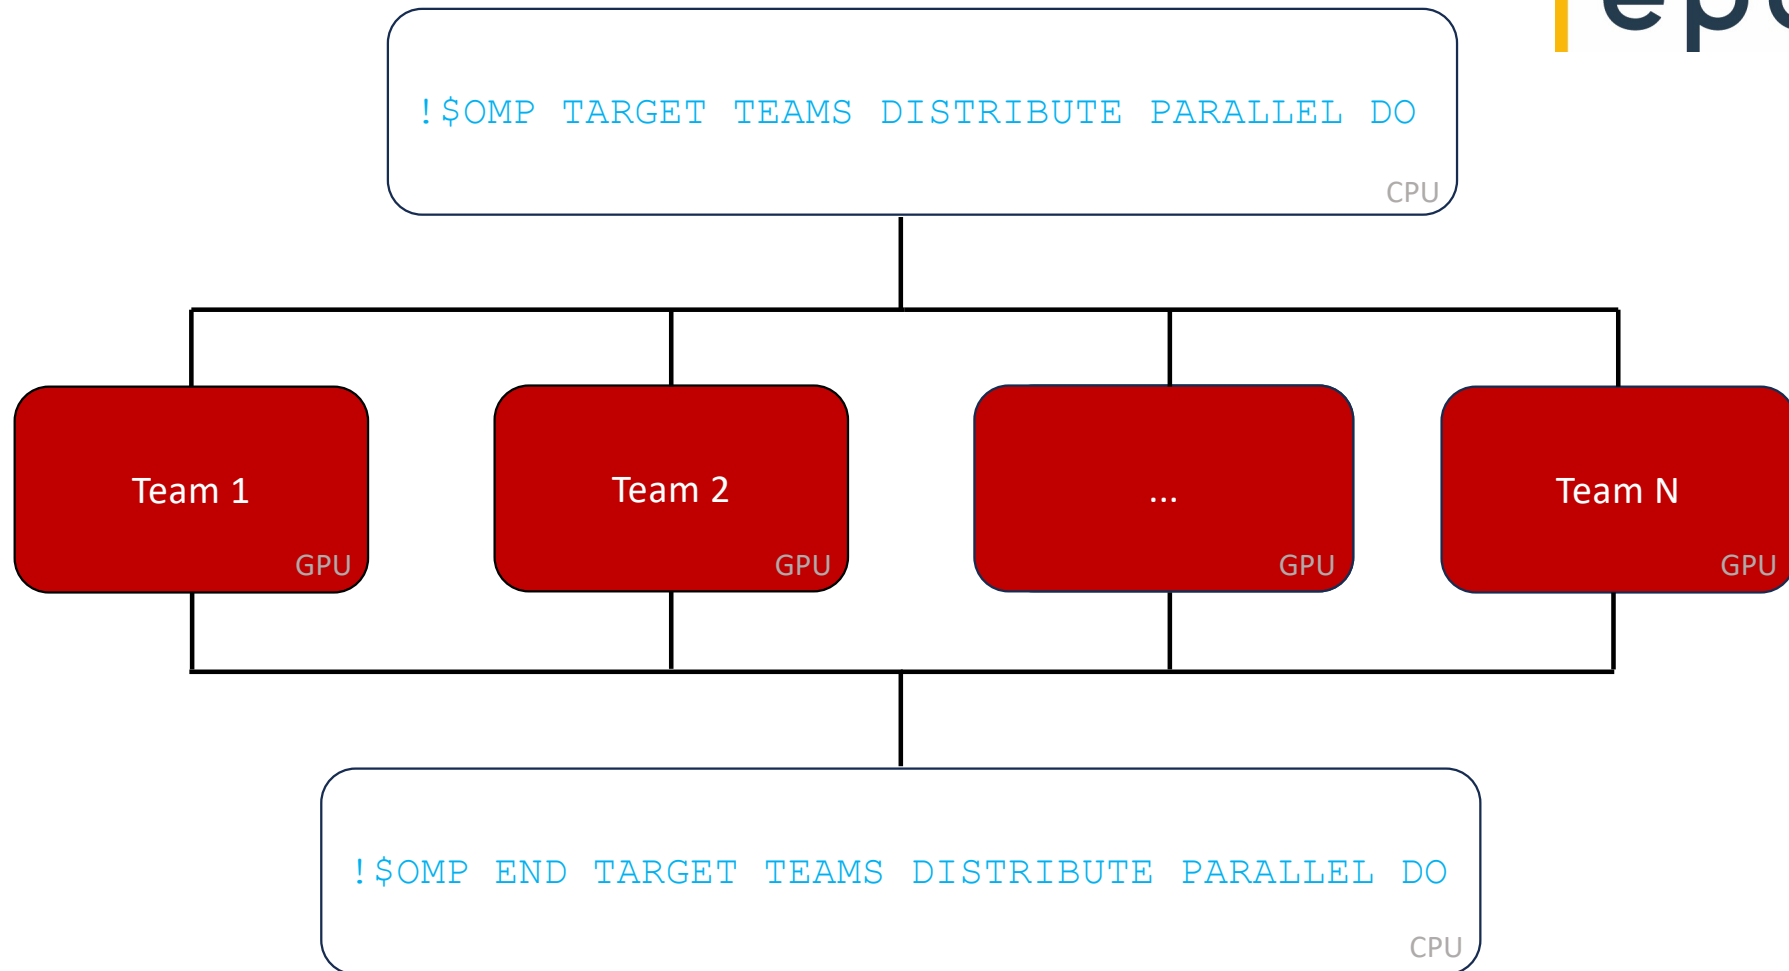 !$OMP TARGET TEAMS DISTRIBUTE PARALLEL DO
CPU
Team 1
GPU
Team 2
GPU
...
GPU
Team N
GPU
!$OMP END TARGET TEAMS DISTRIBUTE PARALLEL DO
CPU